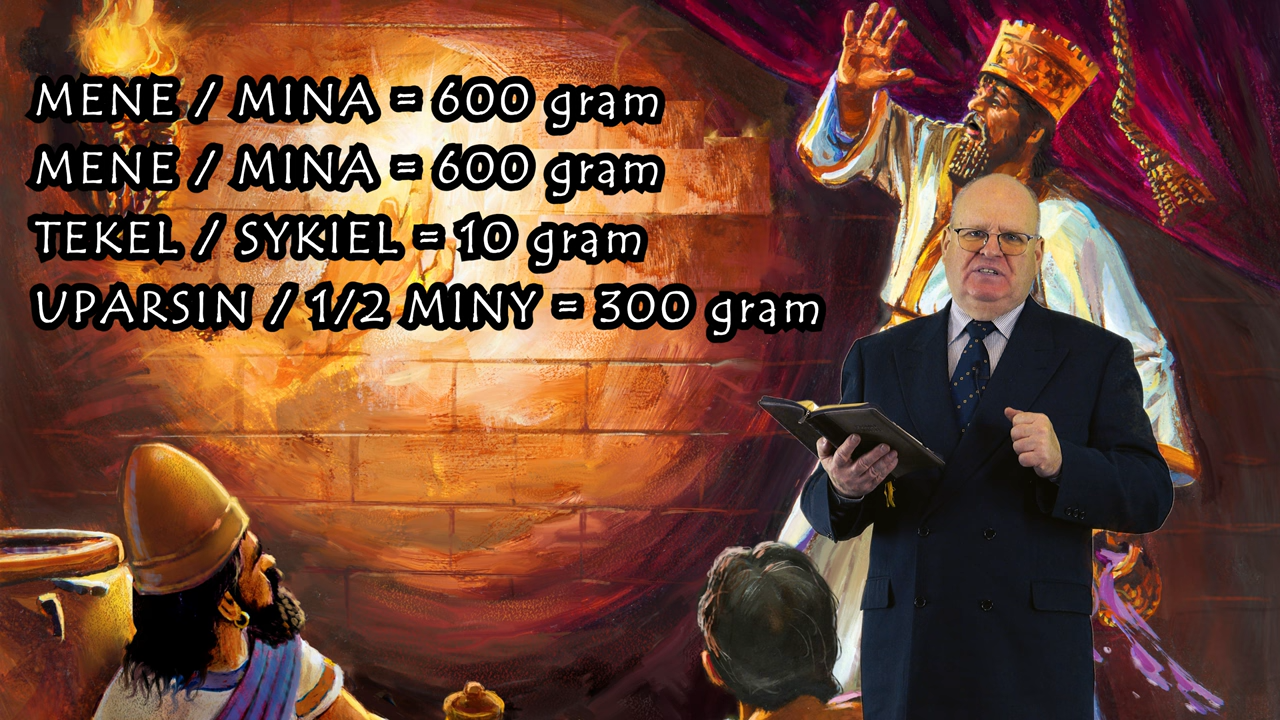 MENE / MINA = 600 gram
MENE / MINA = 600 gram
TEKEL / SYKIEL = 10 gram
UPARSIN / 1/2 MINY = 300 gram